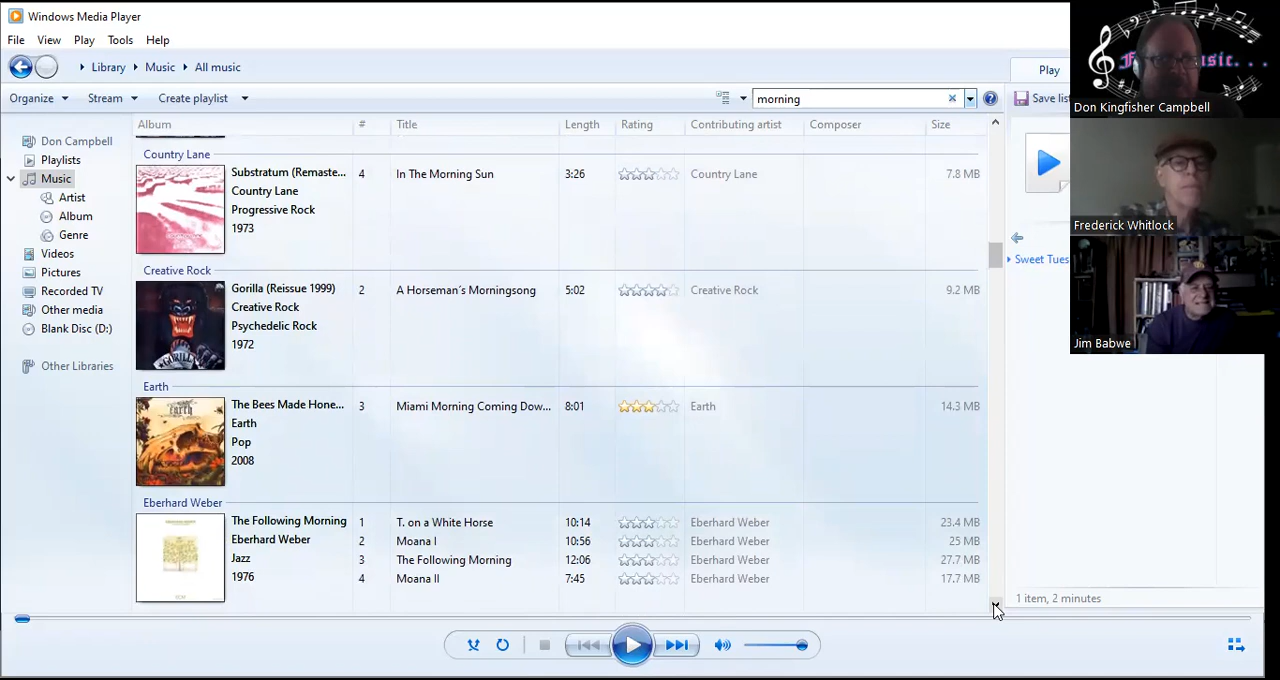 Windows Media Player
File View Play Tools Help
Library Music All music
Play
Organize Stream Create playlist
morning
Save list
Album # Title Length Rating Contributing artist Composer Size
Don Campbell
Playlists
Music
Artist
Album
Genre
Videos
Pictures
Recorded TV
Other media
Blank Disc (D:)
Other Libraries
Country Lane
Substratum (Remaste... 4 In The Morning Sun 3:26 Country Lane 7.8 MB
Country Lane
Progressive Rock
1973
Creative Rock
Gorilla (Reissue 1999) 2 A Horseman's Morningsong 5:02 Creative Rock 9.2 MB
Creative Rock
Psychedelic Rock
1972
GORILLA
Earth
The Bees Made Hone... 3 Miami Morning Coming Dow... 8:01 Earth 14.3 MB
Earth
Pop
2008
earth
Eberhard Weber
The Following Morning 1 T. on a White Horse 10:14 Eberhard Weber 23.4 MB
Eberhard Weber 2 Moana I 10:56 Eberhard Weber 25 MB
Jazz 3 The Following Morning 12:06 Eberhard Weber 27.7 MB
1976 4 Moana II 7:45 Eberhard Weber 17.7 MB
Sweet Tues
1 item, 2 minutes
Don Kingfisher Campbell
Frederick Whitlock
Jim Babwe